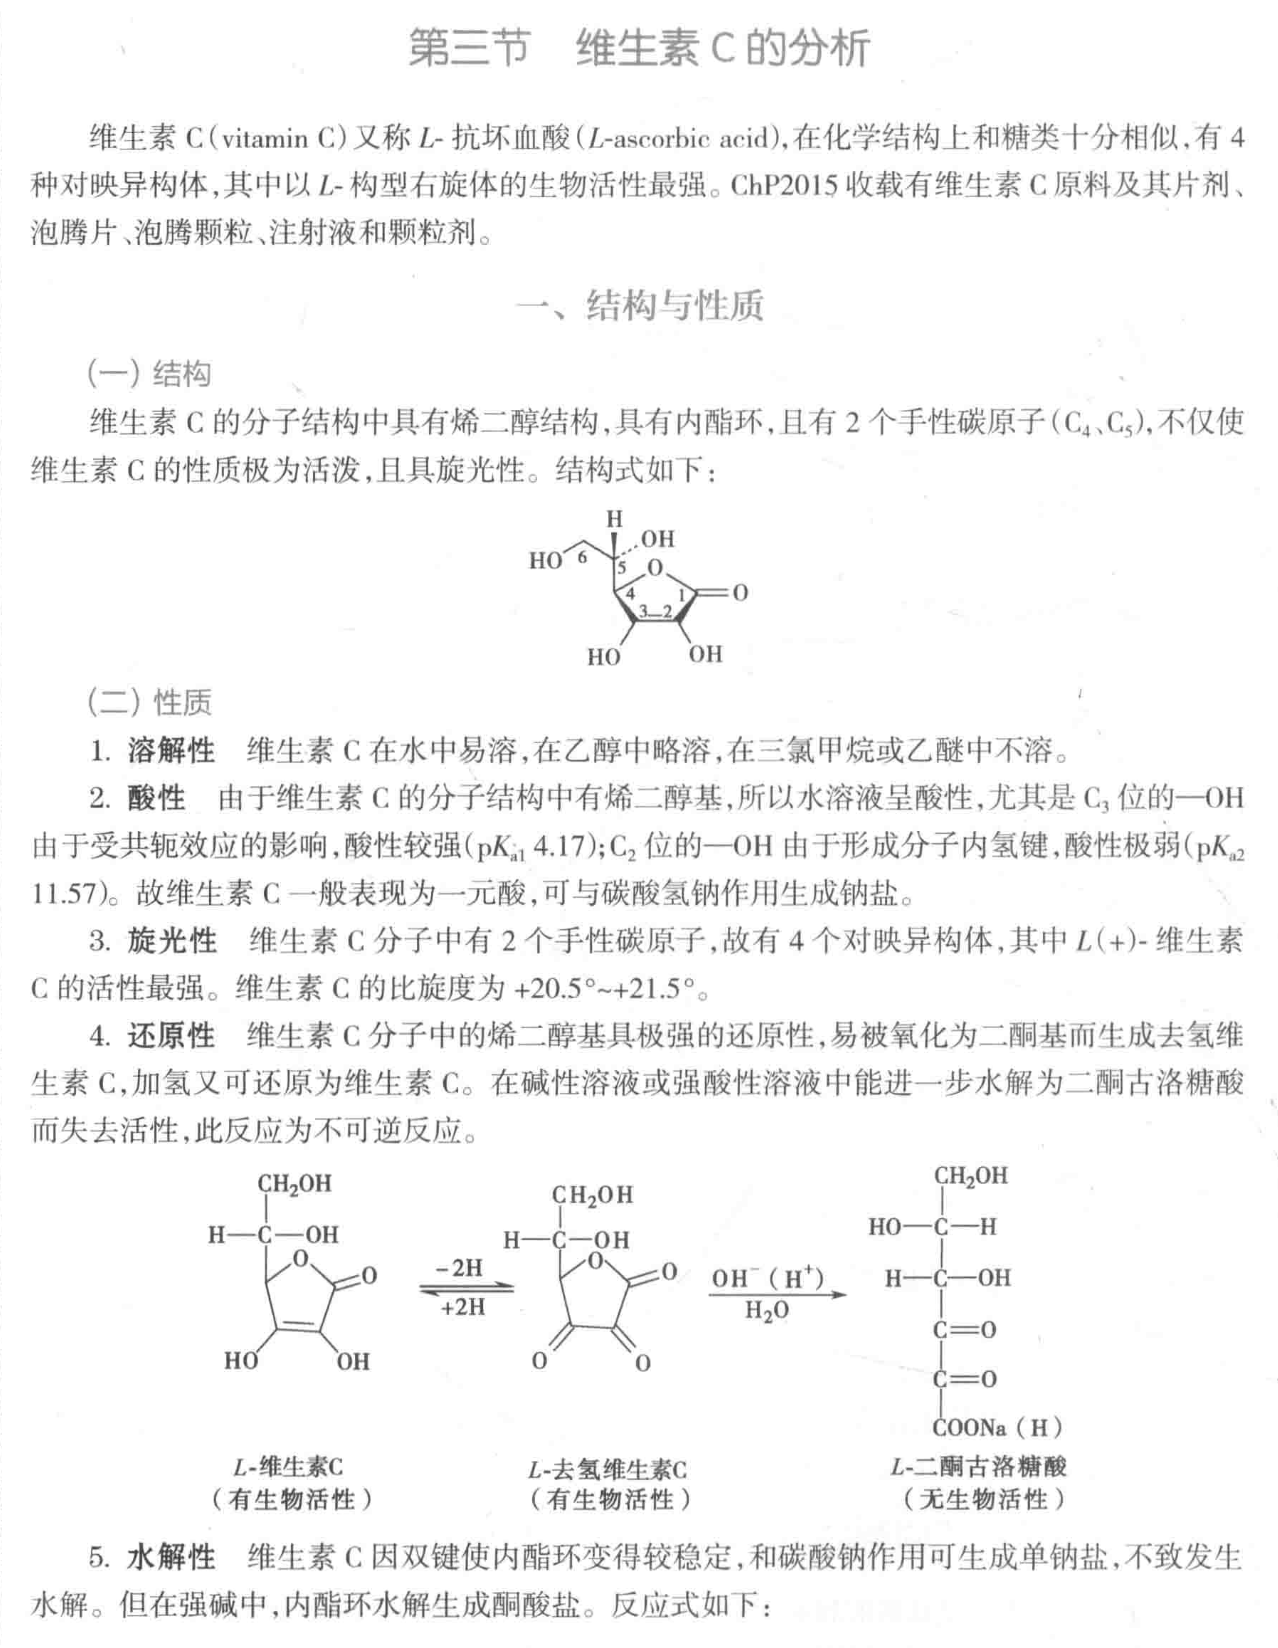 第三节 维生素C的分析
维生素 C(vitamin C)又称 L- 抗坏血酸(L-ascorbic acid),在化学结构上和糖类十分相似,有 4
种对映异构体,其中以 L- 构型右旋体的生物活性最强。ChP2015 收载有维生素 C 原料及其片剂、
泡腾片、泡腾颗粒、注射液和颗粒剂。
一、结构与性质
(一) 结构
维生素 C 的分子结构中具有烯二醇结构,具有内酯环,且有 2 个手性碳原子(C4、C5),不仅使
维生素 C 的性质极为活泼,且具旋光性。结构式如下:
H
OH
HO 6 5 O
4 1 O
3 2
HO OH
(二) 性质
1. 溶解性 维生素 C 在水中易溶,在乙醇中略溶,在三氯甲烷或乙醚中不溶。
2. 酸性 由于维生素 C 的分子结构中有烯二醇基,所以水溶液呈酸性,尤其是 C3 位的—OH
由于受共轭效应的影响,酸性较强(pKa1 4.17);C2 位的—OH 由于形成分子内氢键,酸性极弱(pKa2
11.57)。故维生素 C 一般表现为一元酸,可与碳酸氢钠作用生成钠盐。
3. 旋光性 维生素 C 分子中有 2 个手性碳原子,故有 4 个对映异构体,其中 L(+)- 维生素
C 的活性最强。维生素 C 的比旋度为 +20.5°~+21.5°。
4. 还原性 维生素 C 分子中的烯二醇基具极强的还原性,易被氧化为二酮基而生成去氢维
生素 C,加氢又可还原为维生素 C。在碱性溶液或强酸性溶液中能进一步水解为二酮古洛糖酸
而失去活性,此反应为不可逆反应。
CH2OH
H—C—OH
O
O
HO OH
-2H
+2H
CH2OH
H—C—OH
O
O
O O
OH⁻(H⁺)
H2O
CH2OH
HO—C—H
H—C—OH
C=O
C=O
COONa(H)
L-维生素C L-去氢维生素C L-二酮古洛糖酸
(有生物活性) (有生物活性) (无生物活性)
5. 水解性 维生素 C 因双键使内酯环变得较稳定,和碳酸钠作用可生成单钠盐,不致发生
水解。但在强碱中,内酯环水解生成酮酸盐。反应式如下: